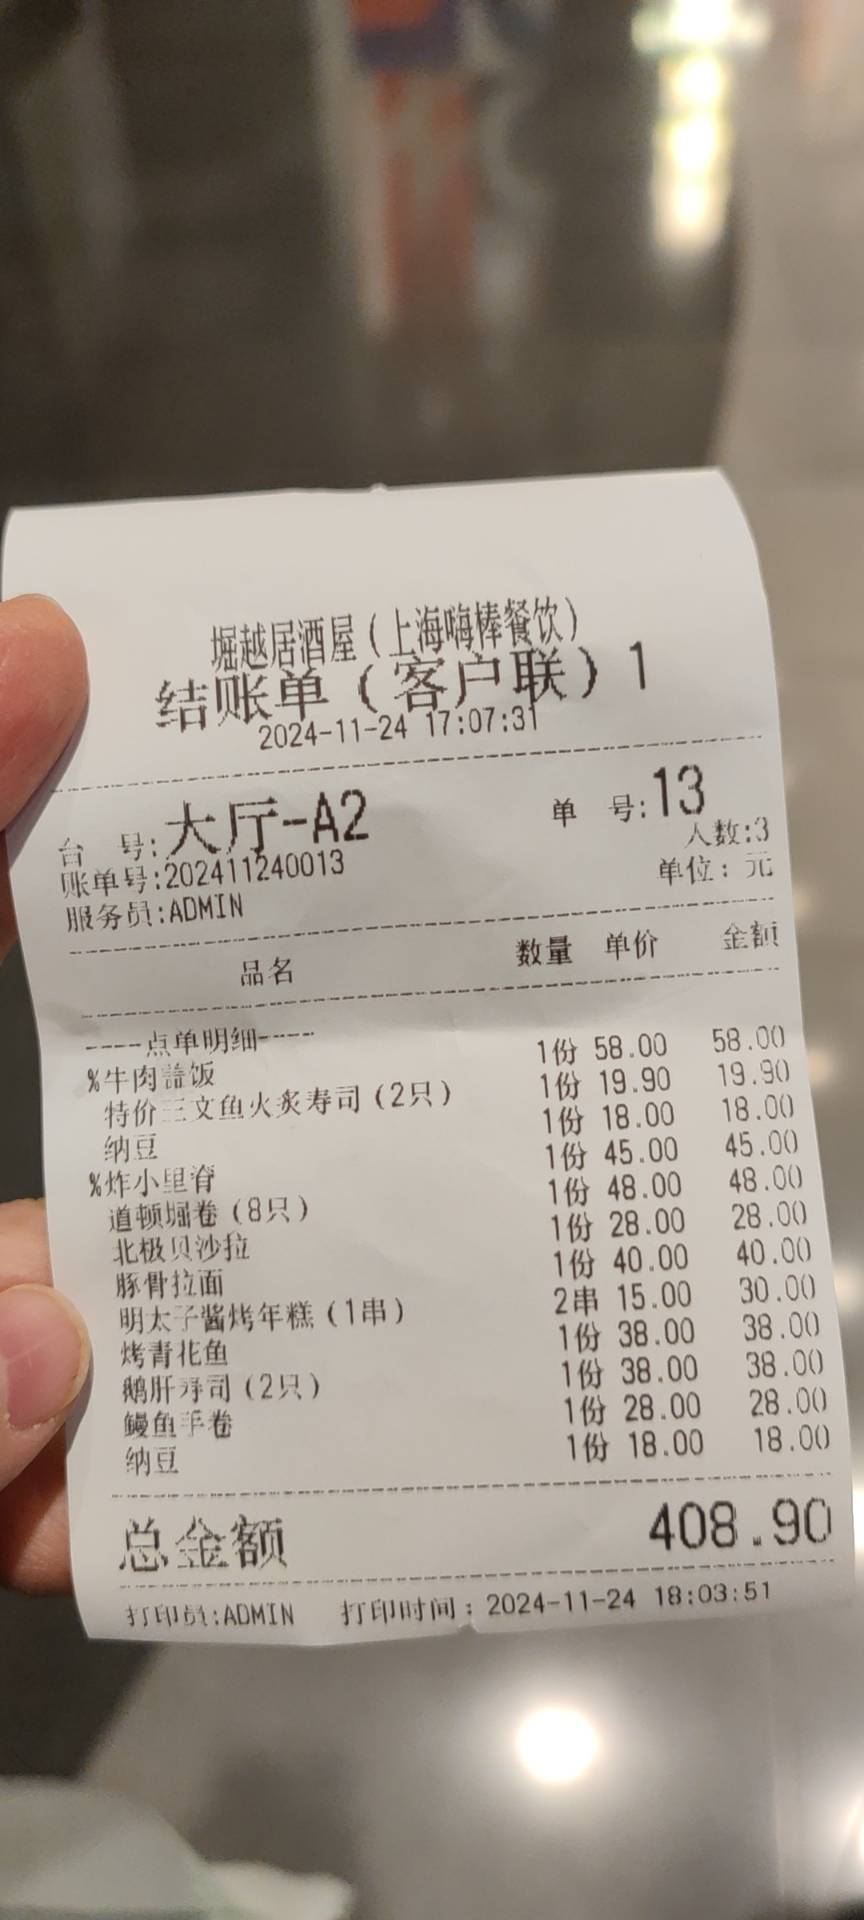 堀越居酒屋（上海嗨棒餐饮）
结账单（客户联）1
2024-11-24 17:07:31
台 号:大厅-A2 单 号:13
人数:3
账单号:202411240013 单位: 元
服务员:ADMIN
品名 数量 单价 金额
----点单明细----
%牛肉盖饭 1份 58.00 58.00
特价三文鱼火炙寿司（2只） 1份 19.90 19.90
纳豆 1份 18.00 18.00
%炸小里脊 1份 45.00 45.00
道顿堀卷（8只） 1份 48.00 48.00
北极贝沙拉 1份 28.00 28.00
豚骨拉面 1份 40.00 40.00
明太子酱烤年糕（1串） 2串 15.00 30.00
烤青花鱼 1份 38.00 38.00
鹅肝寿司（2只） 1份 38.00 38.00
鳗鱼手卷 1份 28.00 28.00
纳豆 1份 18.00 18.00
总金额 408.90
打印员:ADMIN 打印时间：2024-11-24 18:03:51